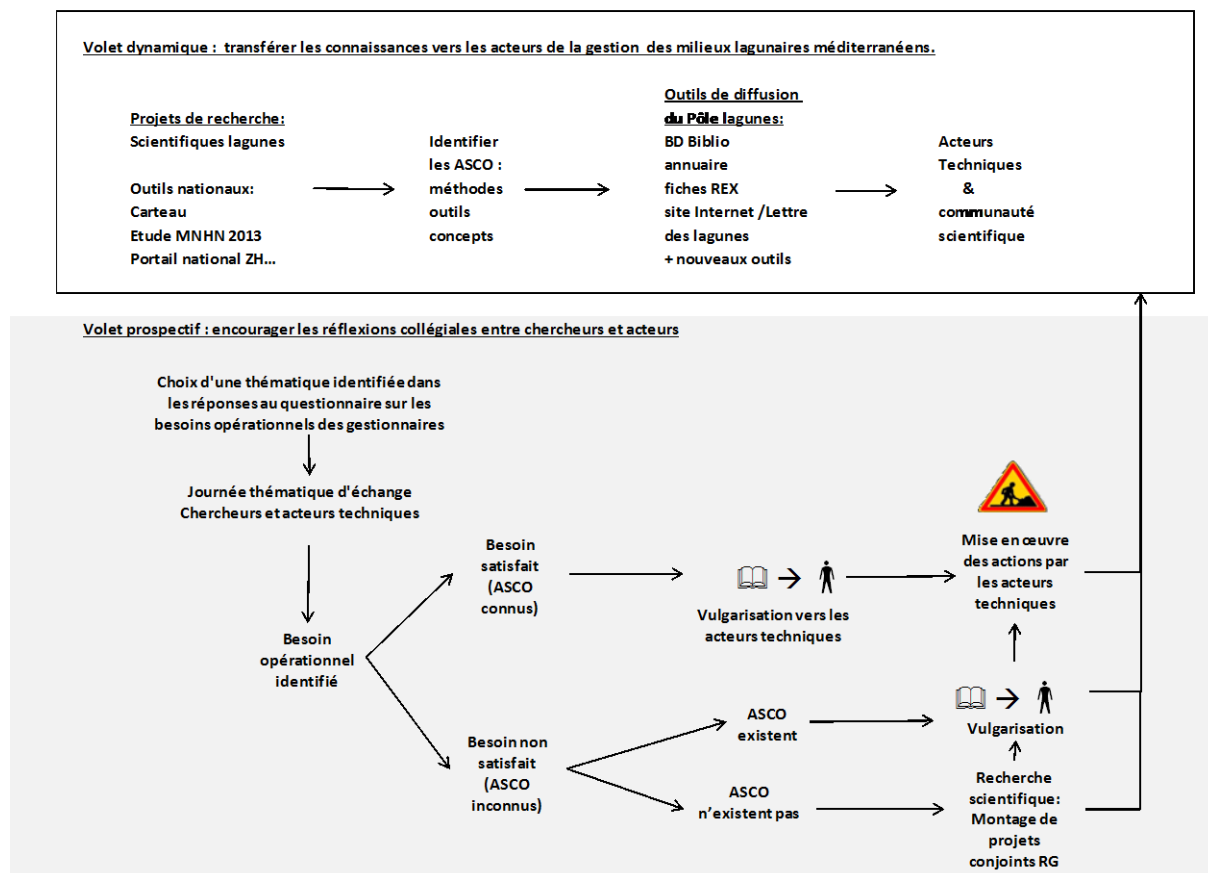 Volet dynamique : transférer les connaissances vers les acteurs de la gestion des milieux lagunaires méditerranéens.
Projets de recherche:
Scientifiques lagunes
Outils nationaux:
Carteau
Etude MNHN 2013
Portail national ZH...
Identifier
les ASCO :
méthodes
outils
concepts
Outils de diffusion
du Pôle lagunes:
BD Biblio
annuaire
fiches REX
site Internet /Lettre
des lagunes
+ nouveaux outils
Acteurs
Techniques
&
communauté
scientifique
Volet prospectif : encourager les réflexions collégiales entre chercheurs et acteurs
Choix d'une thématique identifiée dans
les réponses au questionnaire sur les
besoins opérationnels des gestionnaires
Journée thématique d'échange
Chercheurs et acteurs techniques
Besoin
opérationnel
identifié
Besoin
satisfait
(ASCO
connus)
Vulgarisation vers les
acteurs techniques
Mise en œuvre
des actions par
les acteurs
techniques
Besoin non
satisfait
(ASCO
inconnus)
ASCO
existent
Vulgarisation
ASCO
n'existent pas
Recherche
scientifique:
Montage de
projets
conjoints RG